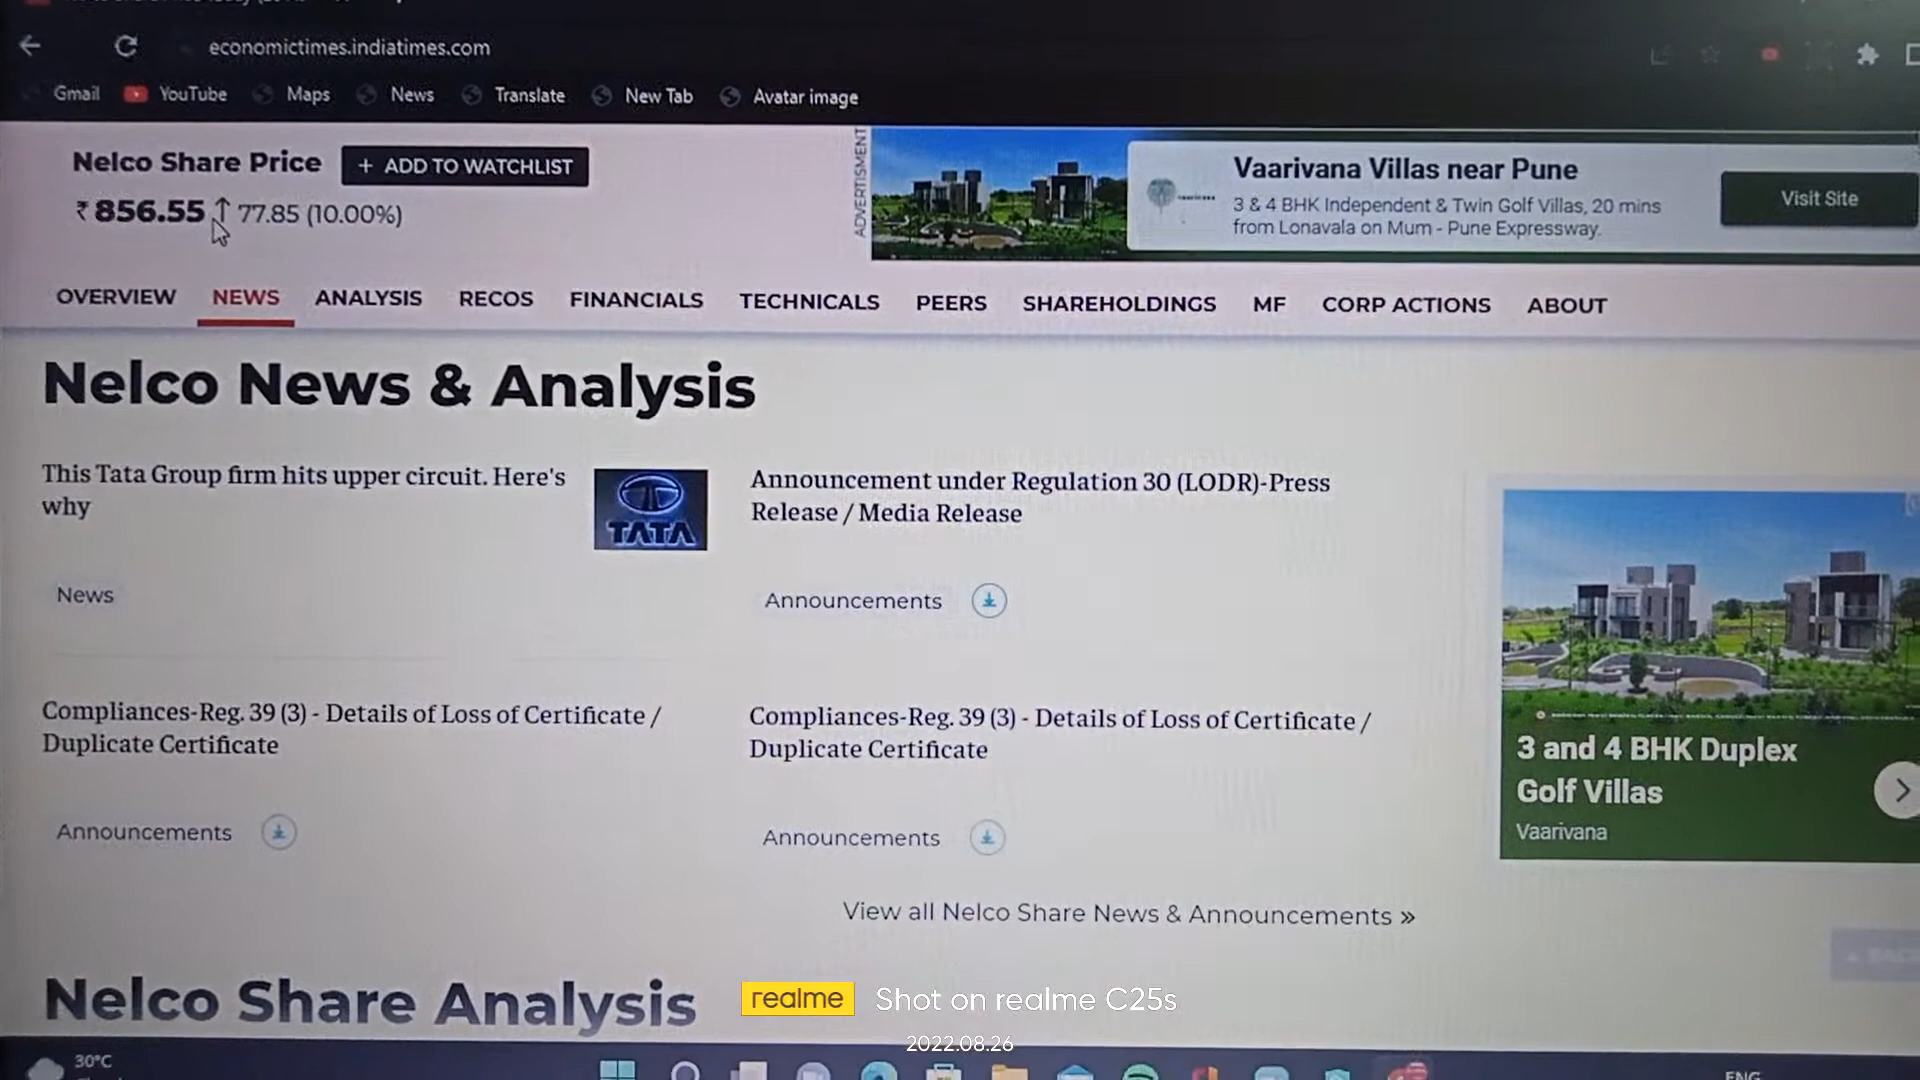 economictimes.indiatimes.com
Gmail YouTube Maps News Translate New Tab Avatar image
Nelco Share Price + ADD TO WATCHLIST
₹ 856.55 ↑ 77.85 (10.00%)
ADVERTISMENT
Vaarivana Villas near Pune
3 & 4 BHK Independent & Twin Golf Villas, 20 mins
from Lonavala on Mum - Pune Expressway.
Visit Site
OVERVIEW NEWS ANALYSIS RECOS FINANCIALS TECHNICALS PEERS SHAREHOLDINGS MF CORP ACTIONS ABOUT
Nelco News & Analysis
This Tata Group firm hits upper circuit. Here's
why
TATA
News
Announcement under Regulation 30 (LODR)-Press
Release / Media Release
Announcements
Compliances-Reg. 39 (3) - Details of Loss of Certificate /
Duplicate Certificate
Announcements
Compliances-Reg. 39 (3) - Details of Loss of Certificate /
Duplicate Certificate
Announcements
3 and 4 BHK Duplex
Golf Villas
Vaarivana
View all Nelco Share News & Announcements »
Nelco Share Analysis
realme Shot on realme C25s
2022.08.26
30°C
ENG